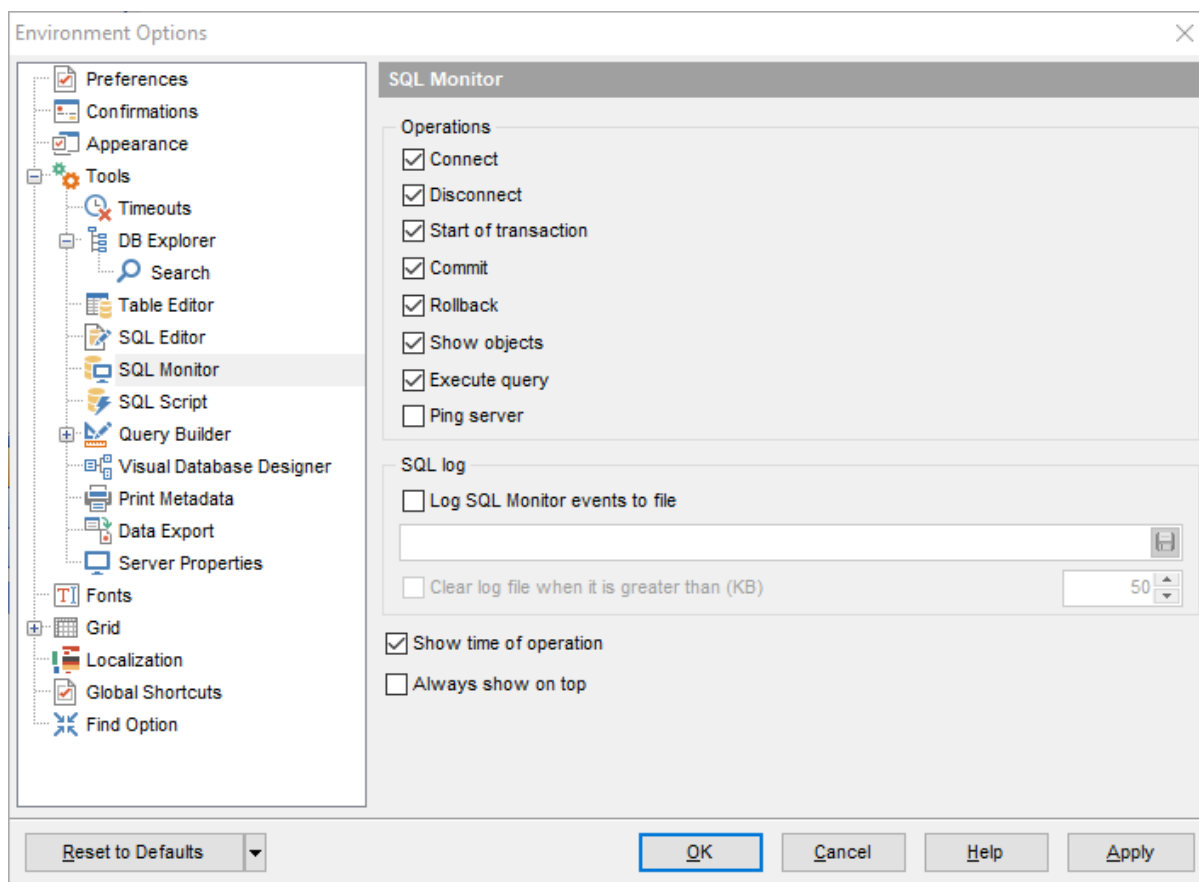 Environment Options
Preferences
Confirmations
Appearance
Tools
Timeouts
DB Explorer
Search
Table Editor
SQL Editor
SQL Monitor
SQL Script
Query Builder
Visual Database Designer
Print Metadata
Data Export
Server Properties
Fonts
Grid
Localization
Global Shortcuts
Find Option
SQL Monitor
Operations
Connect
Disconnect
Start of transaction
Commit
Rollback
Show objects
Execute query
Ping server
SQL log
Log SQL Monitor events to file
Clear log file when it is greater than (KB) 50
Show time of operation
Always show on top
Reset to Defaults OK Cancel Help Apply